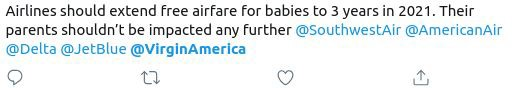 Airlines should extend free airfare for babies to 3 years in 2021. Their
parents shouldn’t be impacted any further @SouthwestAir @AmericanAir
@Delta @JetBlue @VirginAmerica